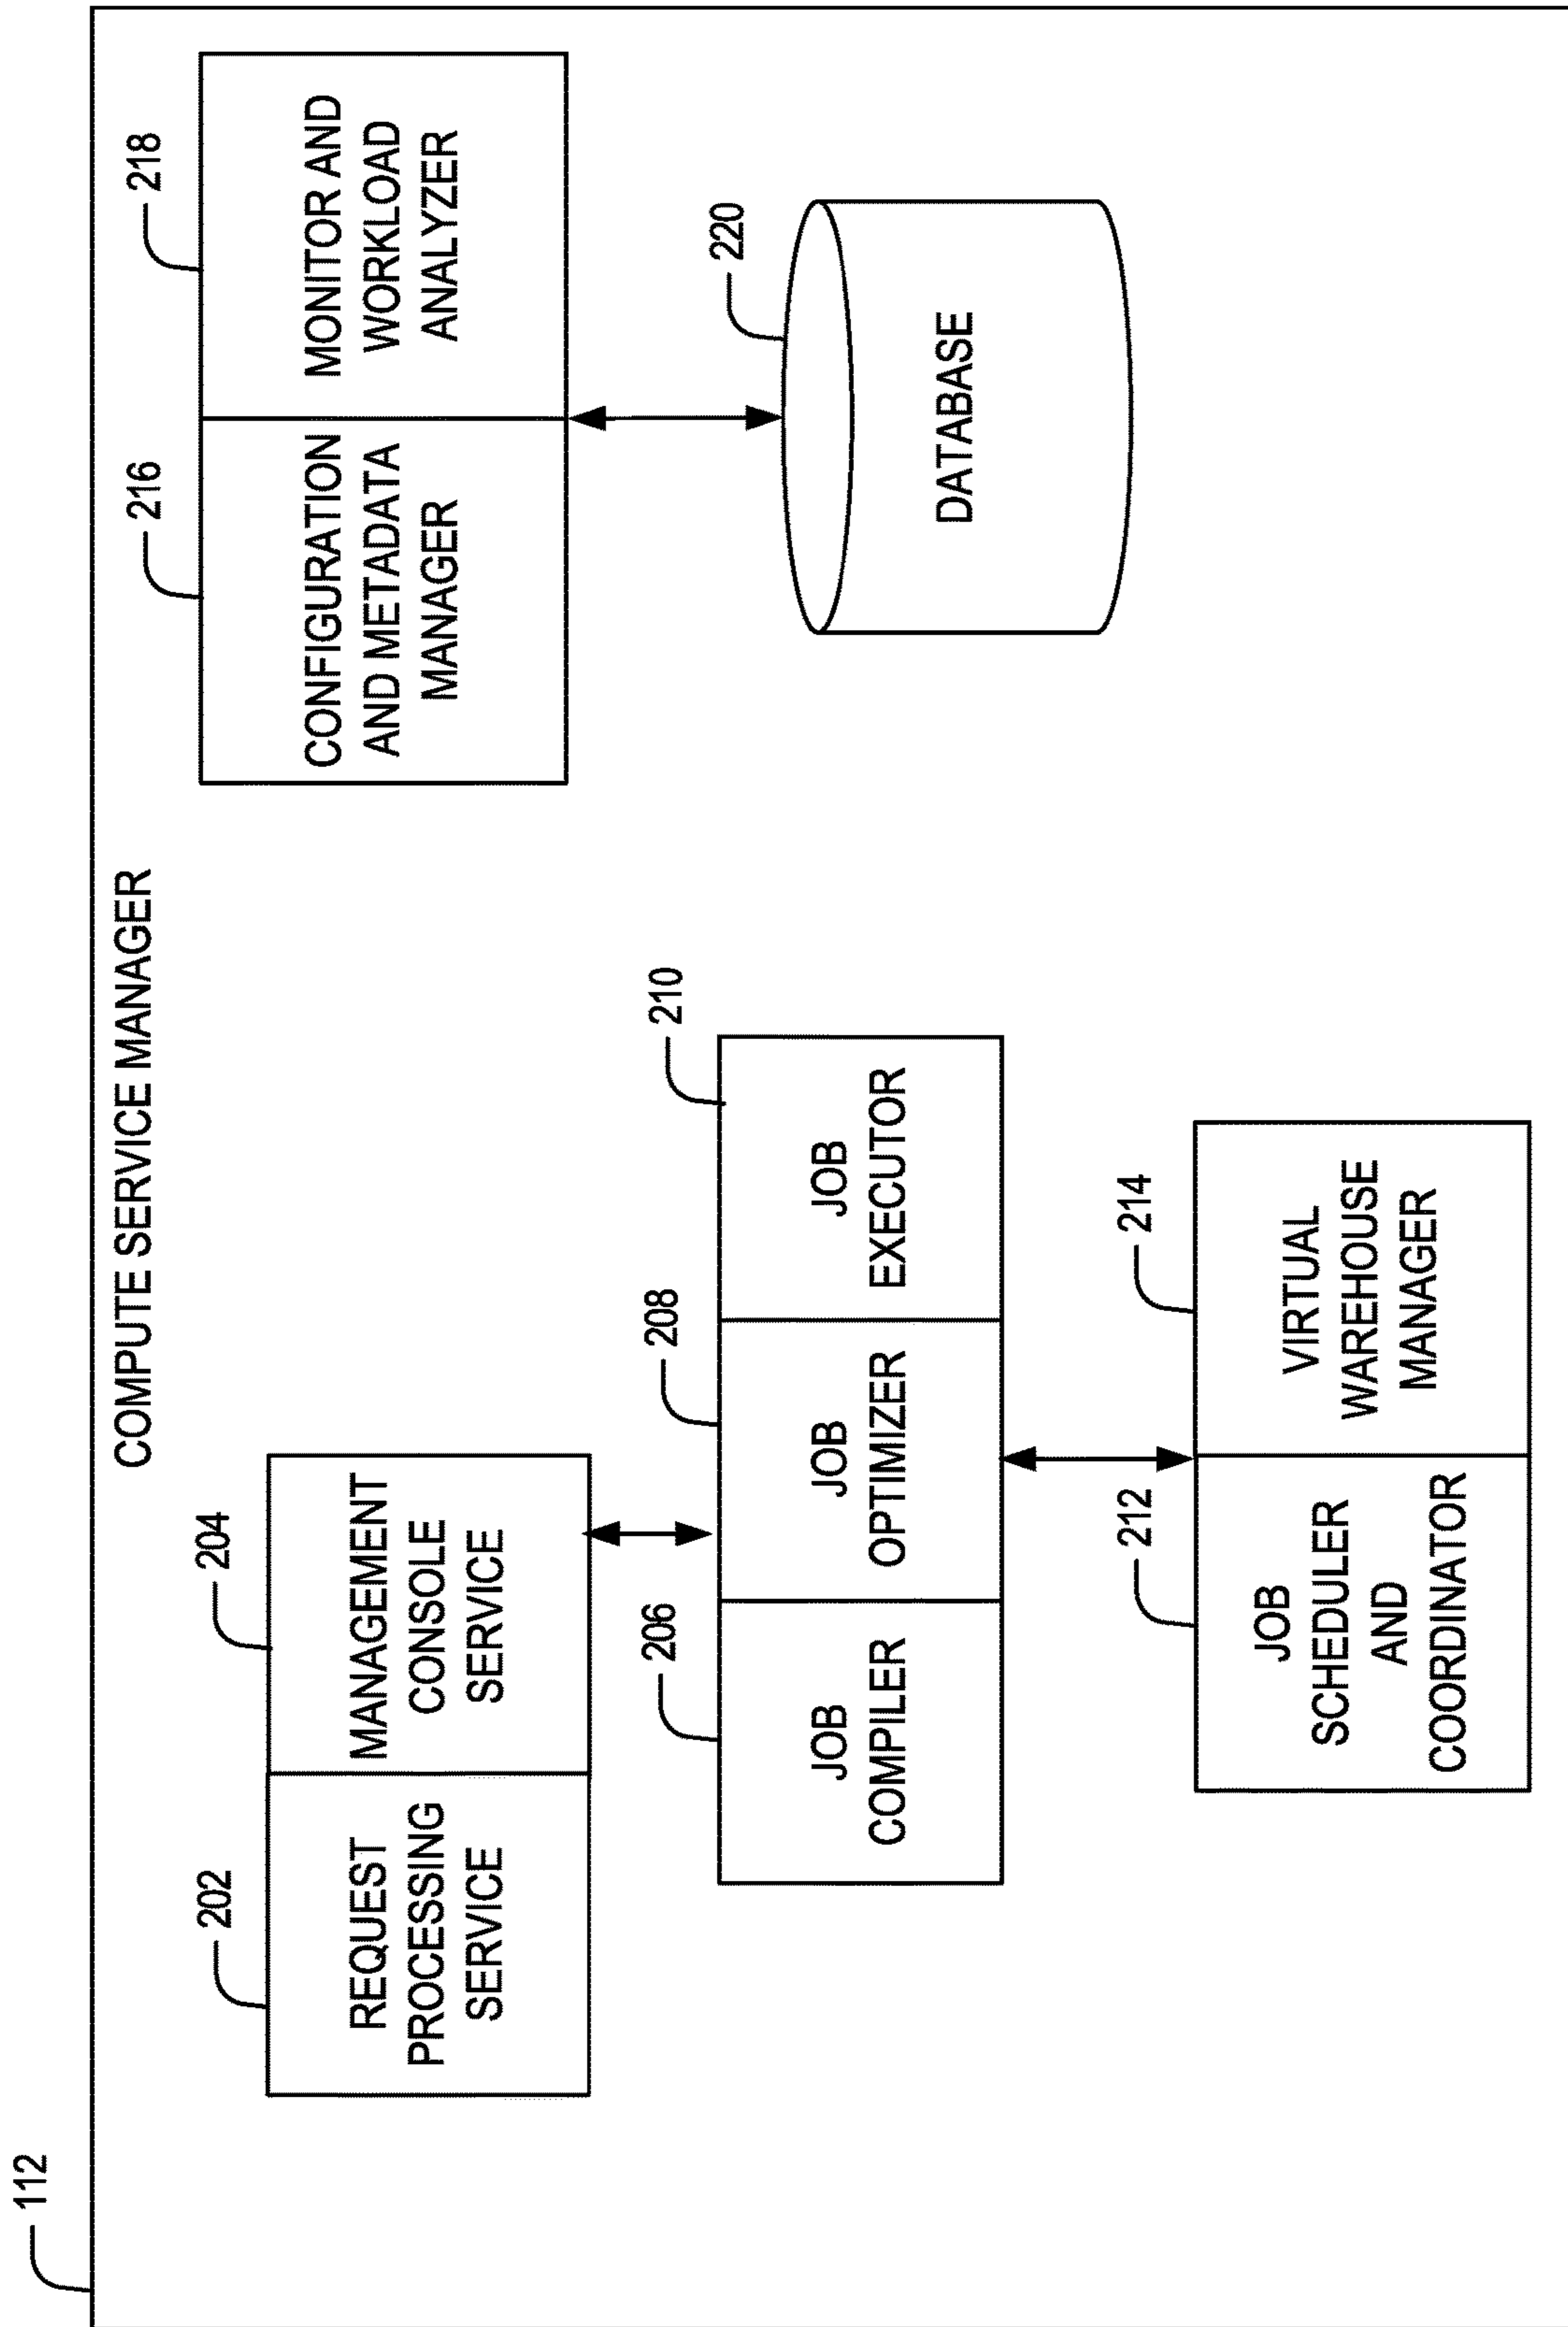 112
COMPUTE SERVICE MANAGER
202
REQUEST
PROCESSING
SERVICE
204
MANAGEMENT
CONSOLE
SERVICE
206
JOB
COMPILER
208
JOB
OPTIMIZER
210
JOB
EXECUTOR
212
JOB
SCHEDULER
AND
COORDINATOR
214
VIRTUAL
WAREHOUSE
MANAGER
216
CONFIGURATION
AND METADATA
MANAGER
218
MONITOR AND
WORKLOAD
ANALYZER
220
DATABASE